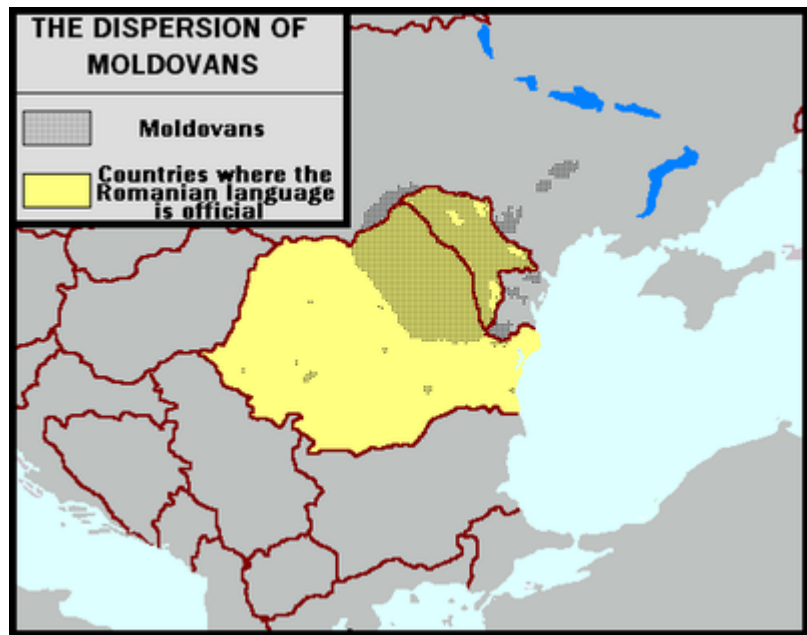 THE DISPERSION OF
MOLDOVANS
Moldovans
Countries where the
Romanian language
is official